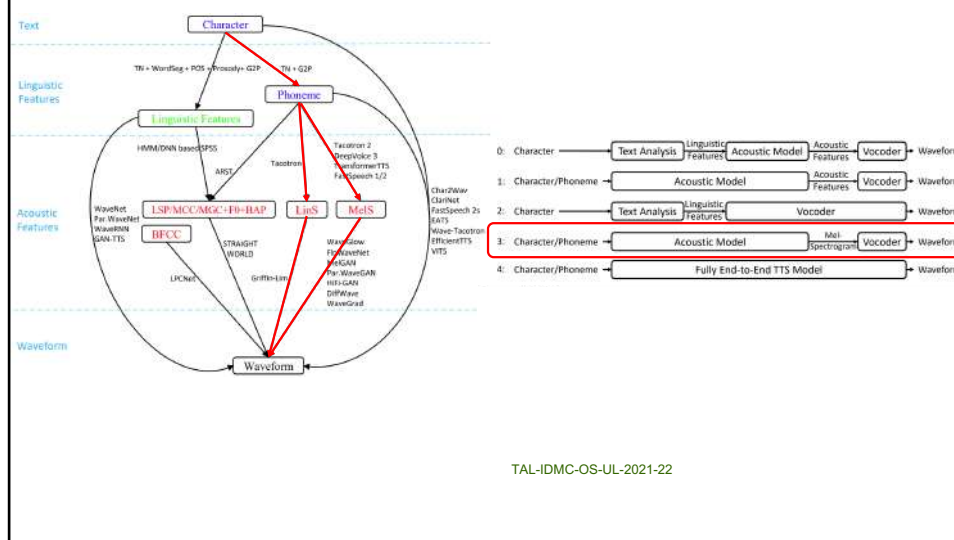 Text
Character
TN + WordSeg + POS + Prosody+ G2P
TN + G2P
Linguistic
Features
Phoneme
Linguistic Features
HMM/DNN based SPSS
ARST
Tacotron
Tacotron 2
DeepVoice 3
TransformerTTS
FastSpeech 1/2
Acoustic
Features
WaveNet
Par.WaveNet
WaveRNN
GAN-TTS
LSP/MCC/MGC+F0+BAP
LinS
MelS
BFCC
Char2Wav
ClariNet
FastSpeech 2s
EATS
Wave-Tacotron
EfficientTTS
VITS
LPCNet
STRAIGHT
WORLD
Griffin-Lim
WaveGlow
FloWaveNet
MelGAN
Par.WaveGAN
HiFi-GAN
DiffWave
WaveGrad
Waveform
Waveform
0: Character Text Analysis Linguistic Features Acoustic Model Acoustic Features Vocoder Waveform
1: Character/Phoneme Acoustic Model Acoustic Features Vocoder Waveform
2: Character Text Analysis Linguistic Features Vocoder Waveform
3: Character/Phoneme Acoustic Model Mel-Spectrogram Vocoder Waveform
4: Character/Phoneme Fully End-to-End TTS Model Waveform
TAL-IDMC-OS-UL-2021-22